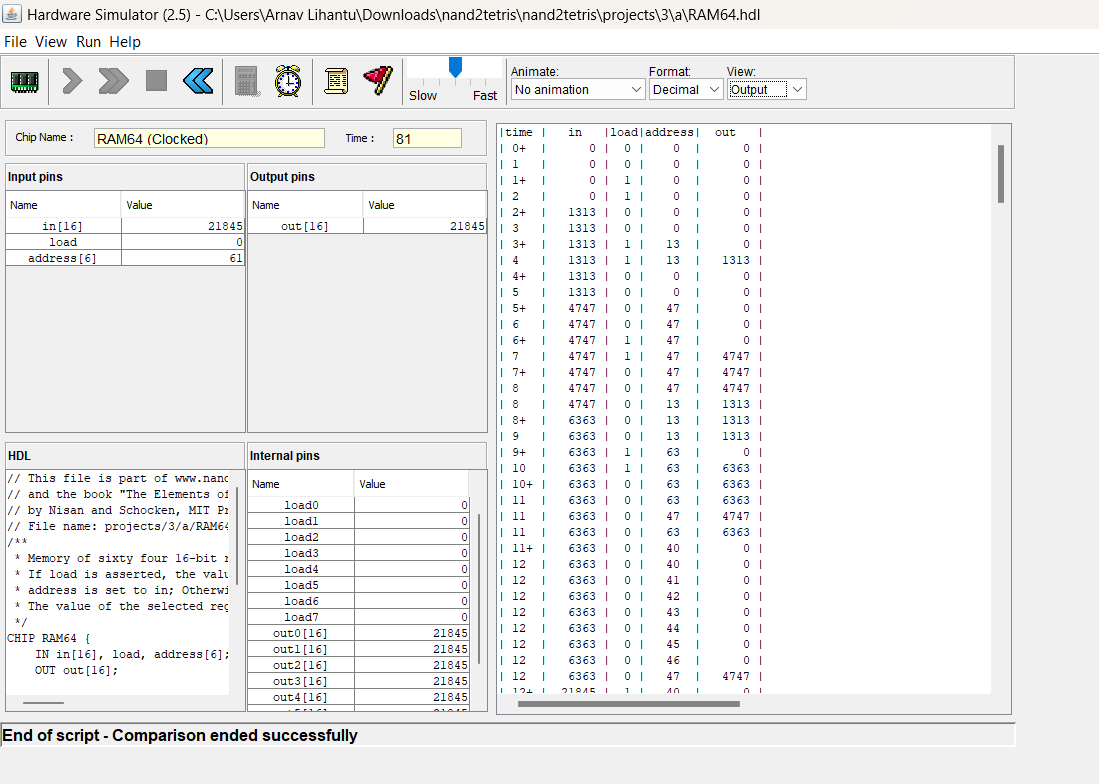 Hardware Simulator (2.5) - C:\Users\Arnav Lihantu\Downloads\nand2tetris\nand2tetris\projects\3\a\RAM64.hdl
File View Run Help
Slow Fast
Animate: Format: View:
No animation Decimal Output
Chip Name : RAM64 (Clocked) Time : 81
Input pins
Name Value
in[16] 21845
load 0
address[6] 61
Output pins
Name Value
out[16] 21845
HDL
// This file is part of www.nand
// and the book "The Elements of
// by Nisan and Schocken, MIT Pr
// File name: projects/3/a/RAM64
/**
* Memory of sixty four 16-bit r
* If load is asserted, the valu
* address is set to in; Otherwi
* The value of the selected reg
*/
CHIP RAM64 {
IN in[16], load, address[6];
OUT out[16];
Internal pins
Name Value
load0 0
load1 0
load2 0
load3 0
load4 0
load5 0
load6 0
load7 0
out0[16] 21845
out1[16] 21845
out2[16] 21845
out3[16] 21845
out4[16] 21845
|time | in |load|address| out |
| 0+ | 0 | 0 | 0 | 0 |
| 1 | 0 | 0 | 0 | 0 |
| 1+ | 0 | 1 | 0 | 0 |
| 2 | 0 | 1 | 0 | 0 |
| 2+ | 1313 | 0 | 0 | 0 |
| 3 | 1313 | 0 | 0 | 0 |
| 3+ | 1313 | 1 | 13 | 0 |
| 4 | 1313 | 1 | 13 | 1313 |
| 4+ | 1313 | 0 | 0 | 0 |
| 5 | 1313 | 0 | 0 | 0 |
| 5+ | 4747 | 0 | 47 | 0 |
| 6 | 4747 | 0 | 47 | 0 |
| 6+ | 4747 | 1 | 47 | 0 |
| 7 | 4747 | 1 | 47 | 4747 |
| 7+ | 4747 | 0 | 47 | 4747 |
| 8 | 4747 | 0 | 47 | 4747 |
| 8 | 4747 | 0 | 13 | 1313 |
| 8+ | 6363 | 0 | 13 | 1313 |
| 9 | 6363 | 0 | 13 | 1313 |
| 9+ | 6363 | 1 | 63 | 0 |
| 10 | 6363 | 1 | 63 | 6363 |
| 10+ | 6363 | 0 | 63 | 6363 |
| 11 | 6363 | 0 | 63 | 6363 |
| 11 | 6363 | 0 | 47 | 4747 |
| 11 | 6363 | 0 | 63 | 6363 |
| 11+ | 6363 | 0 | 40 | 0 |
| 12 | 6363 | 0 | 40 | 0 |
| 12 | 6363 | 0 | 41 | 0 |
| 12 | 6363 | 0 | 42 | 0 |
| 12 | 6363 | 0 | 43 | 0 |
| 12 | 6363 | 0 | 44 | 0 |
| 12 | 6363 | 0 | 45 | 0 |
| 12 | 6363 | 0 | 46 | 0 |
| 12 | 6363 | 0 | 47 | 4747 |
| 12+ | 21845 | 1 | 40 | 0 |
End of script - Comparison ended successfully